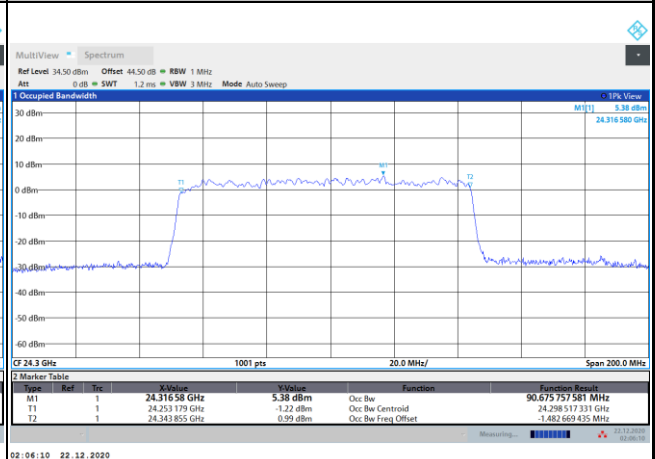 MultiView Spectrum
Ref Level 34.50 dBm Offset 44.50 dB RBW 1 MHz
Att 0 dB SWT 1.2 ms VBW 3 MHz Mode Auto Sweep
1 Occupied Bandwidth 1Pk View
M1[1] 5.38 dBm
24.316 580 GHz
30 dBm
20 dBm
10 dBm
M1
T1
T2
0 dBm
-10 dBm
-20 dBm
-30 dBm
-40 dBm
-50 dBm
-60 dBm
CF 24.3 GHz 1001 pts 20.0 MHz/ Span 200.0 MHz
2 Marker Table
Type Ref Trc X-Value Y-Value Function Function Result
M1 1 24.316 58 GHz 5.38 dBm Occ Bw 90.675 757 581 MHz
T1 1 24.253 179 GHz -1.22 dBm Occ Bw Centroid 24.298 517 331 GHz
T2 1 24.343 855 GHz 0.99 dBm Occ Bw Freq Offset -1.482 669 435 MHz
Measuring... 22.12.2020
02:06:10
02:06:10 22.12.2020